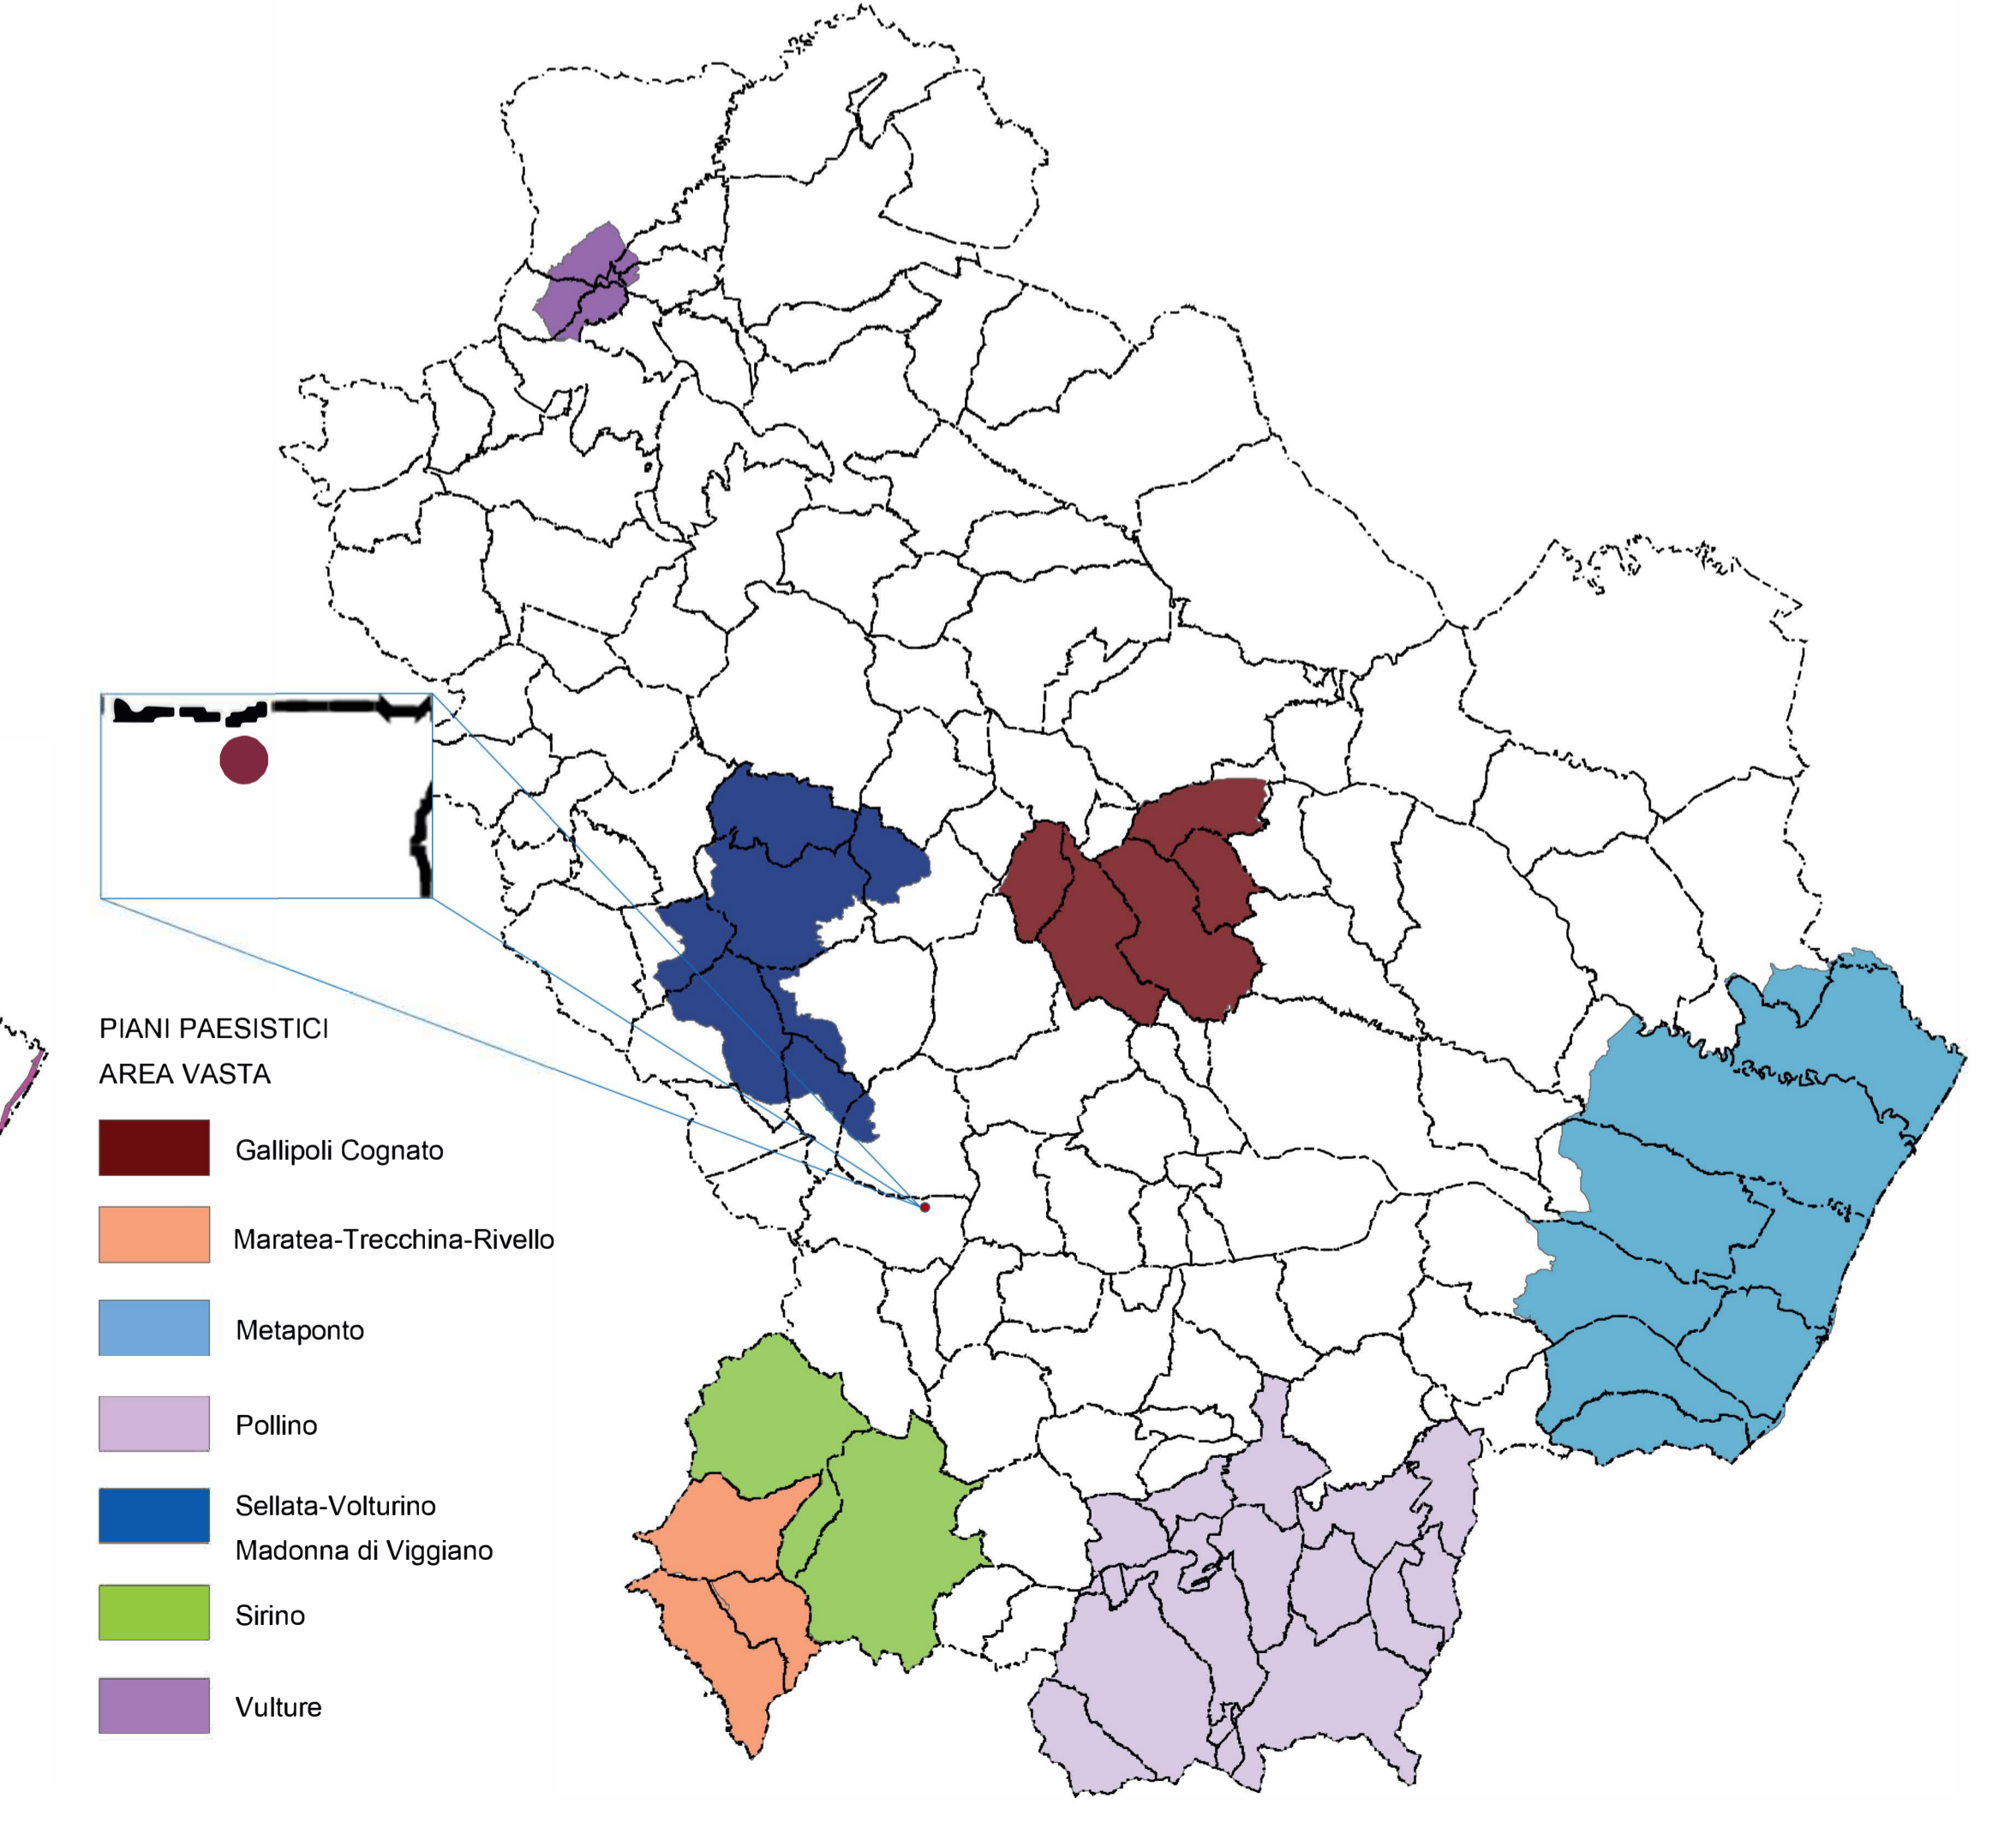 PIANI PAESISTICI
AREA VASTA
Gallipoli Cognato
Maratea-Trecchina-Rivello
Metaponto
Pollino
Sellata-Volturino
Madonna di Viggiano
Sirino
Vulture